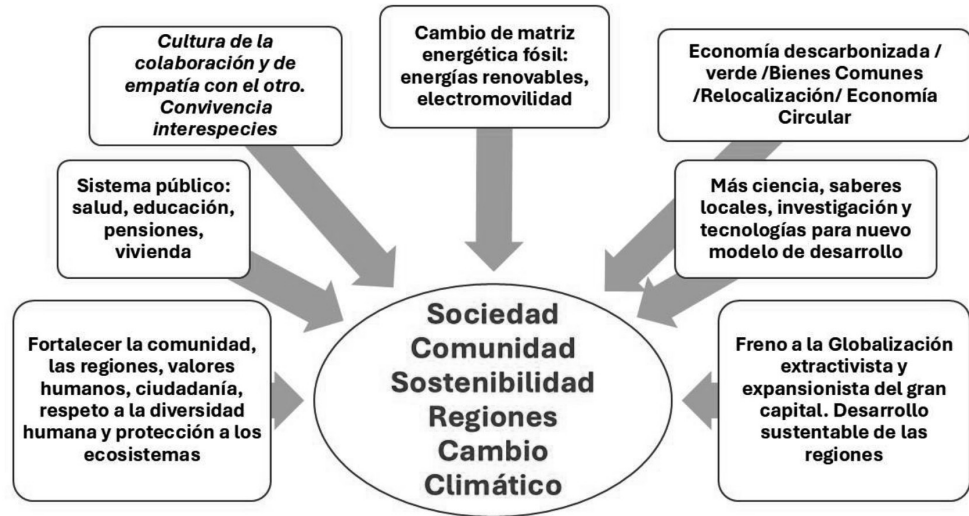 Cultura de la
colaboración y de
empatía con el otro.
Convivencia
interespecies
Cambio de matriz
energética fósil:
energías renovables,
electromovilidad
Economía descarbonizada /
verde /Bienes Comunes
/Relocalización/ Economía
Circular
Sistema público:
salud, educación,
pensiones,
vivienda
Más ciencia, saberes
locales, investigación y
tecnologías para nuevo
modelo de desarrollo
Fortalecer la comunidad,
las regiones, valores
humanos, ciudadanía,
respeto a la diversidad
humana y protección a los
ecosistemas
Sociedad
Comunidad
Sostenibilidad
Regiones
Cambio
Climático
Freno a la Globalización
extractivista y
expansionista del gran
capital. Desarrollo
sustentable de las
regiones